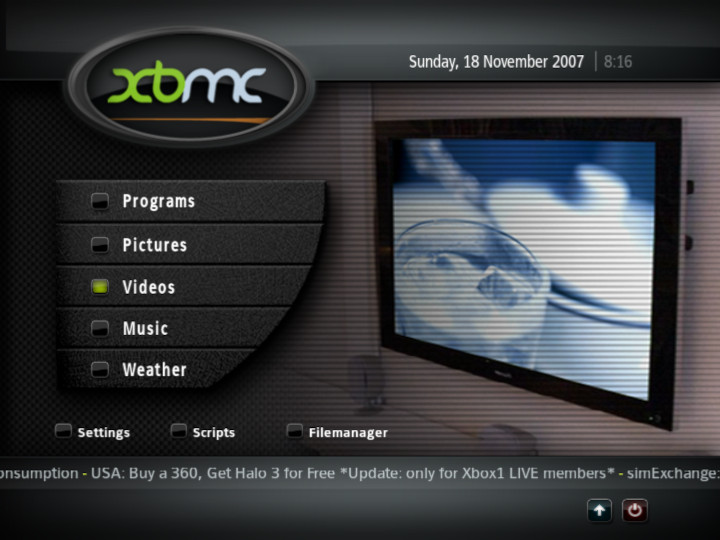 xbmc
Sunday, 18 November 2007 | 8:16
Programs
Pictures
Videos
Music
Weather
Settings Scripts Filemanager
onsumption - USA: Buy a 360, Get Halo 3 for Free *Update: only for Xbox1 LIVE members* - simExchange: